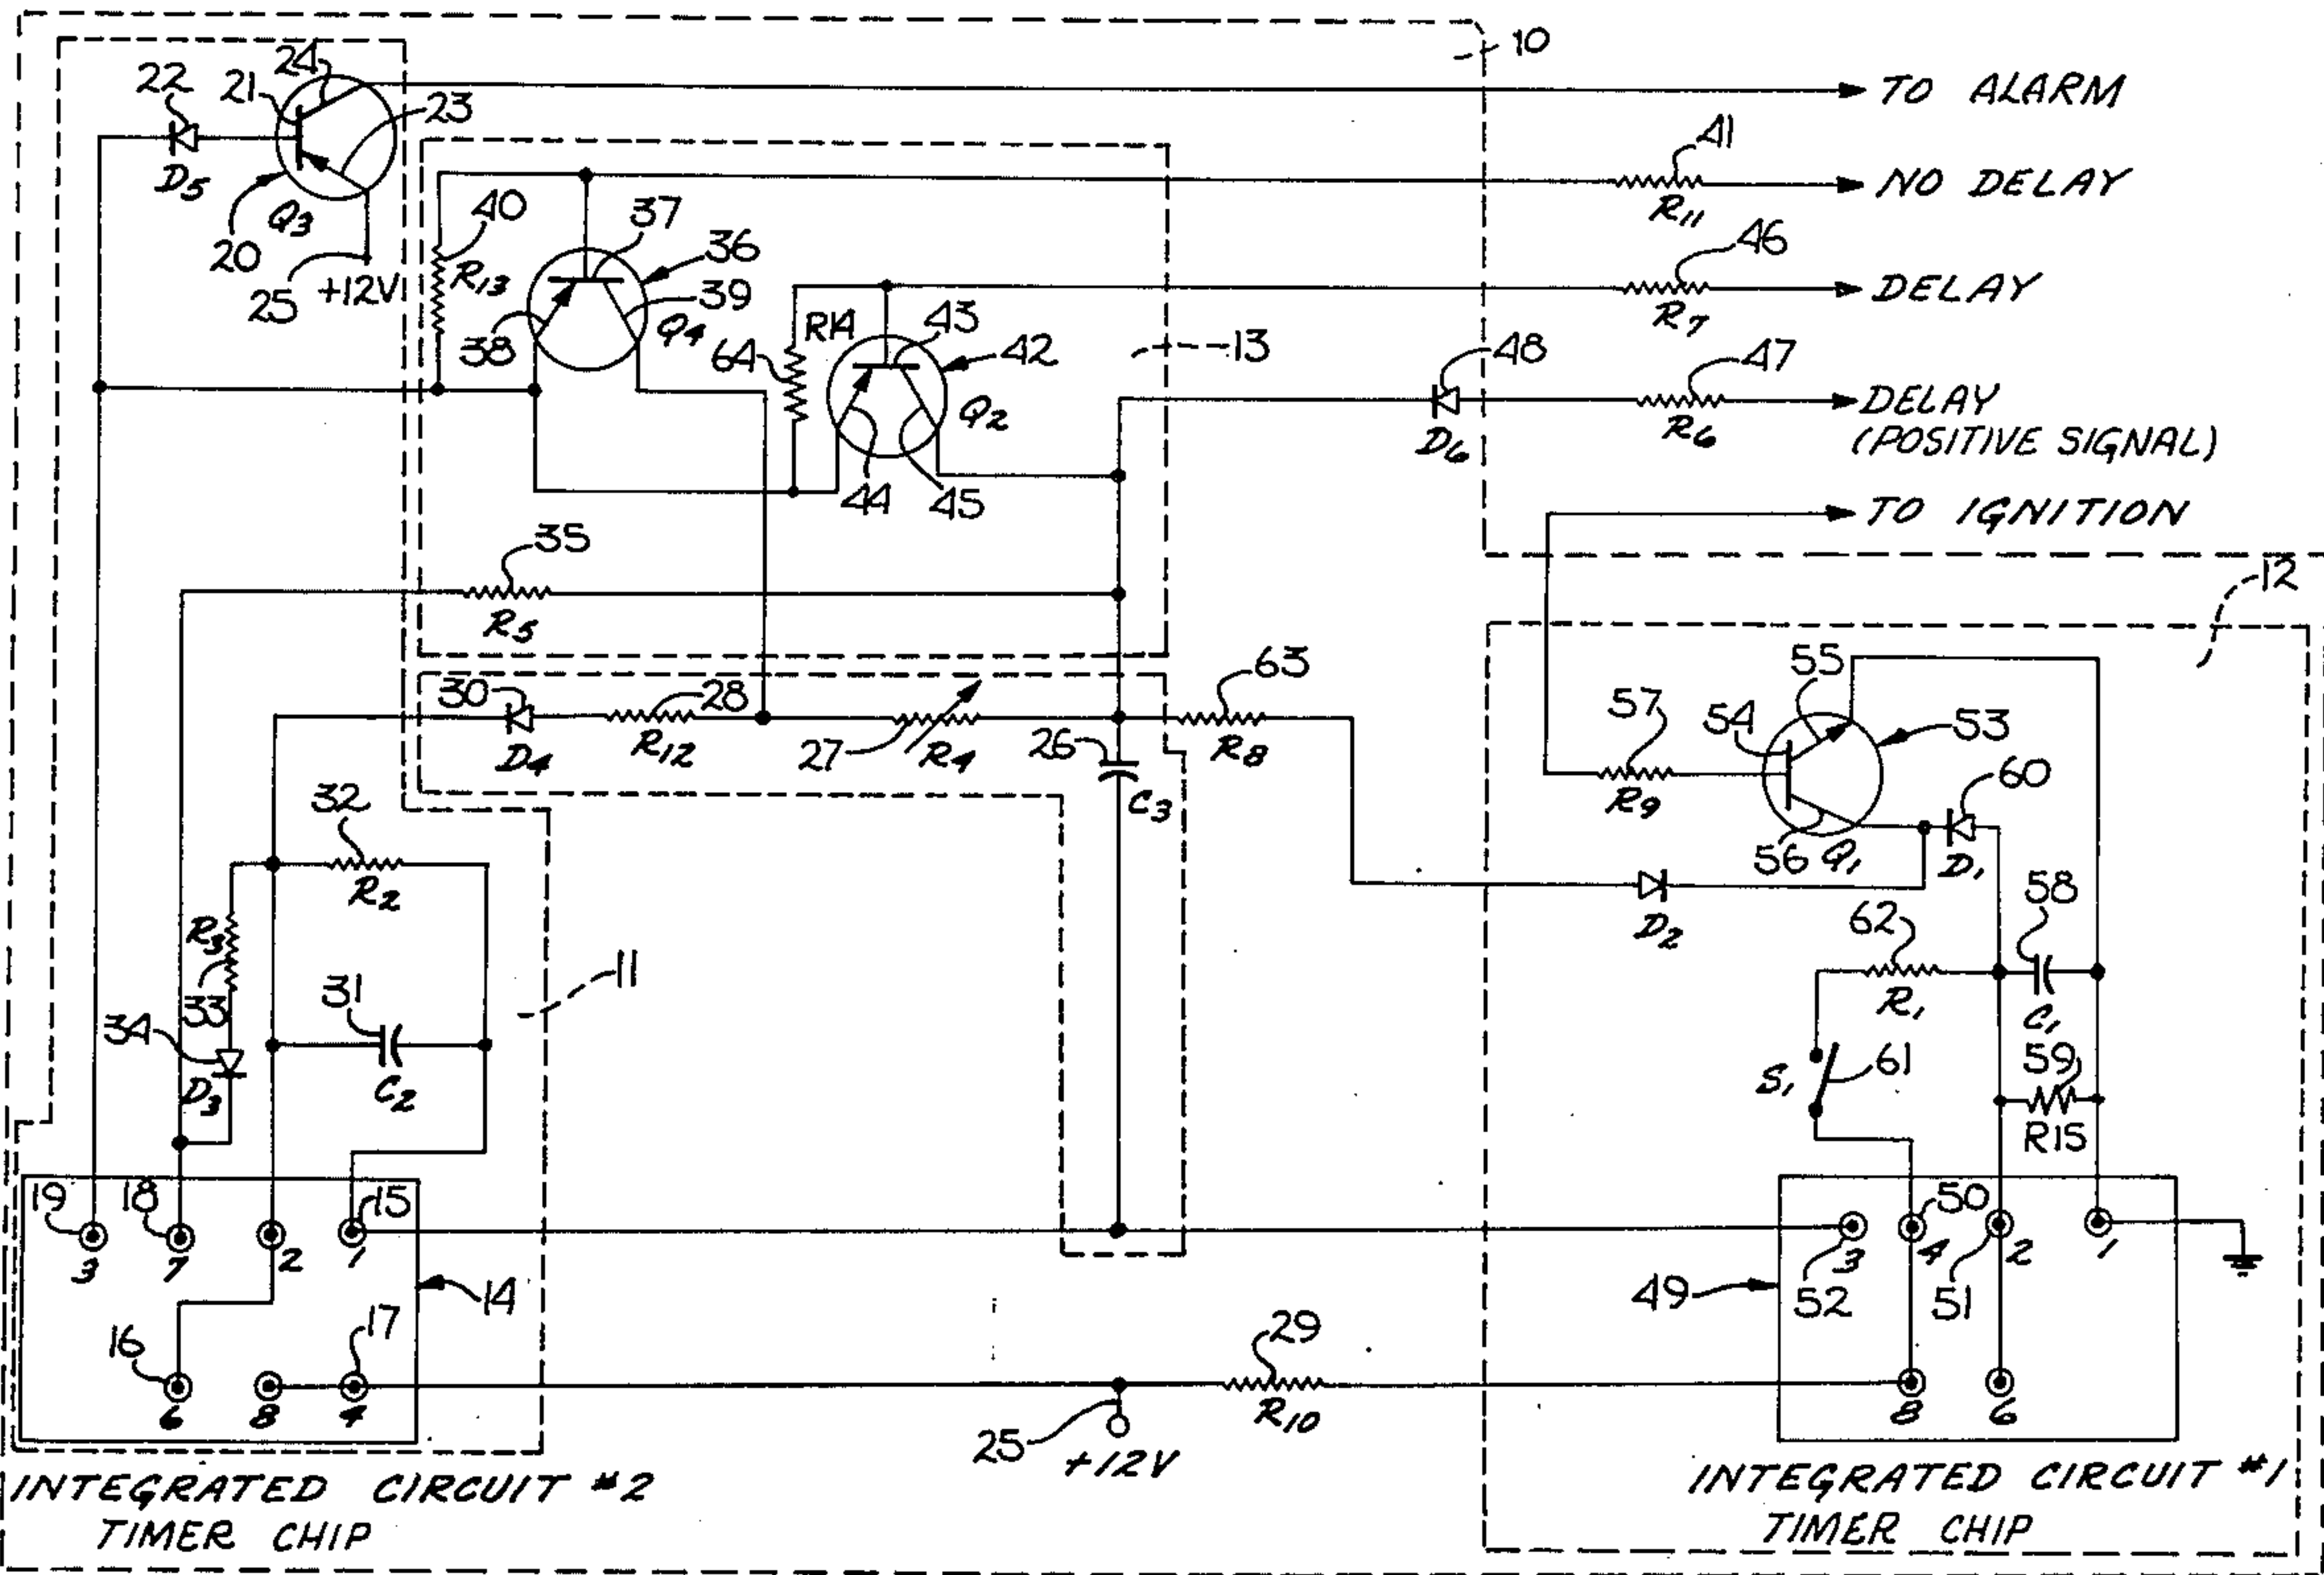 10
24
22
21
23
TO ALARM
D5
41
NO DELAY
R11
20
Q3
40
37
36
46
25
+12V
R13
39
DELAY
R7
38
Q4
R14
43
64
42
13
48
47
Q2
DELAY
(POSITIVE SIGNAL)
D6
R6
44
45
TO IGNITION
35
R5
12
30
28
63
55
57
54
53
D4
R12
27
R4
26
R8
C3
R9
60
32
56
Q1
D1
R2
58
62
D2
R3
33
31
11
R1
C1
34
59
D3
C2
S1
61
R15
19
18
15
50
3
7
2
1
3
4
2
1
14
49
52
51
16
17
29
6
8
4
R10
8
6
25
+12V
INTEGRATED CIRCUIT #2
TIMER CHIP
INTEGRATED CIRCUIT #1
TIMER CHIP